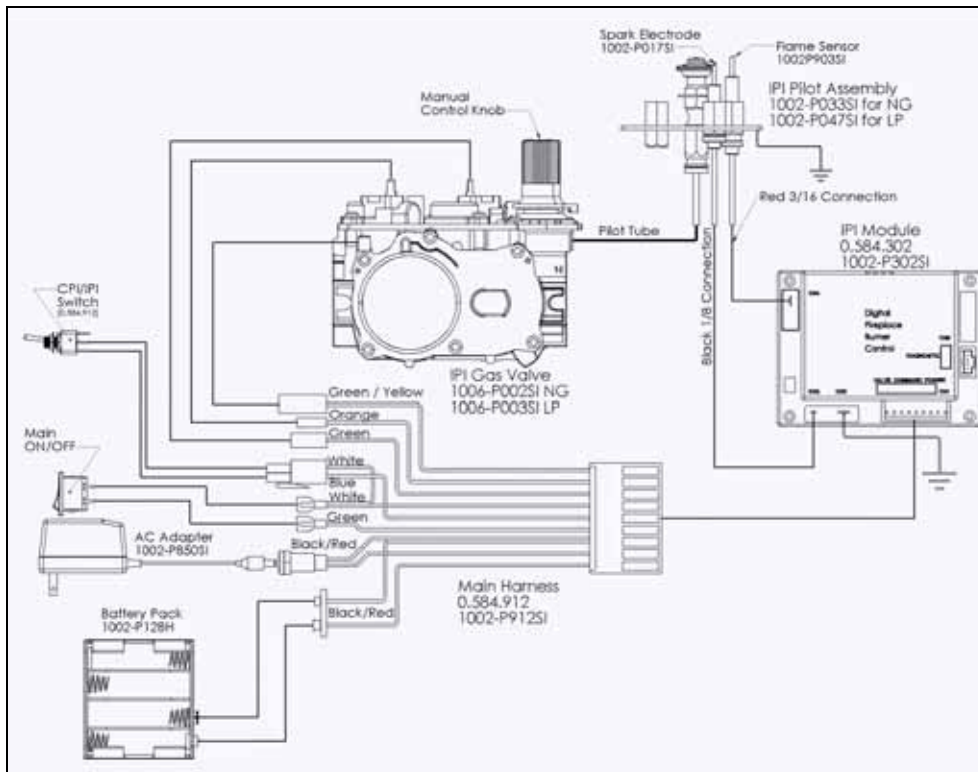 Spark Electrode
1002-P017SI
Flame Sensor
1002P903SI
IPI Pilot Assembly
1002-P033SI for NG
1002-P047SI for LP
Manual
Control Knob
Red 3/16 Connection
Pilot Tube
Black 1/8 Connection
IPI Module
0.584.302
1002-P302SI
Digital
Fireplace
Burner
Control
CPI/IPI
Switch
IPI Gas Valve
1006-P002SI NG
1006-P003SI LP
Green / Yellow
Orange
Green
White
Blue
White
Green
Main
ON/OFF
AC Adapter
1002-P850SI
Black/Red
Battery Pack
1002-P128H
Black/Red
Main Harness
0.584.912
1002-P912SI